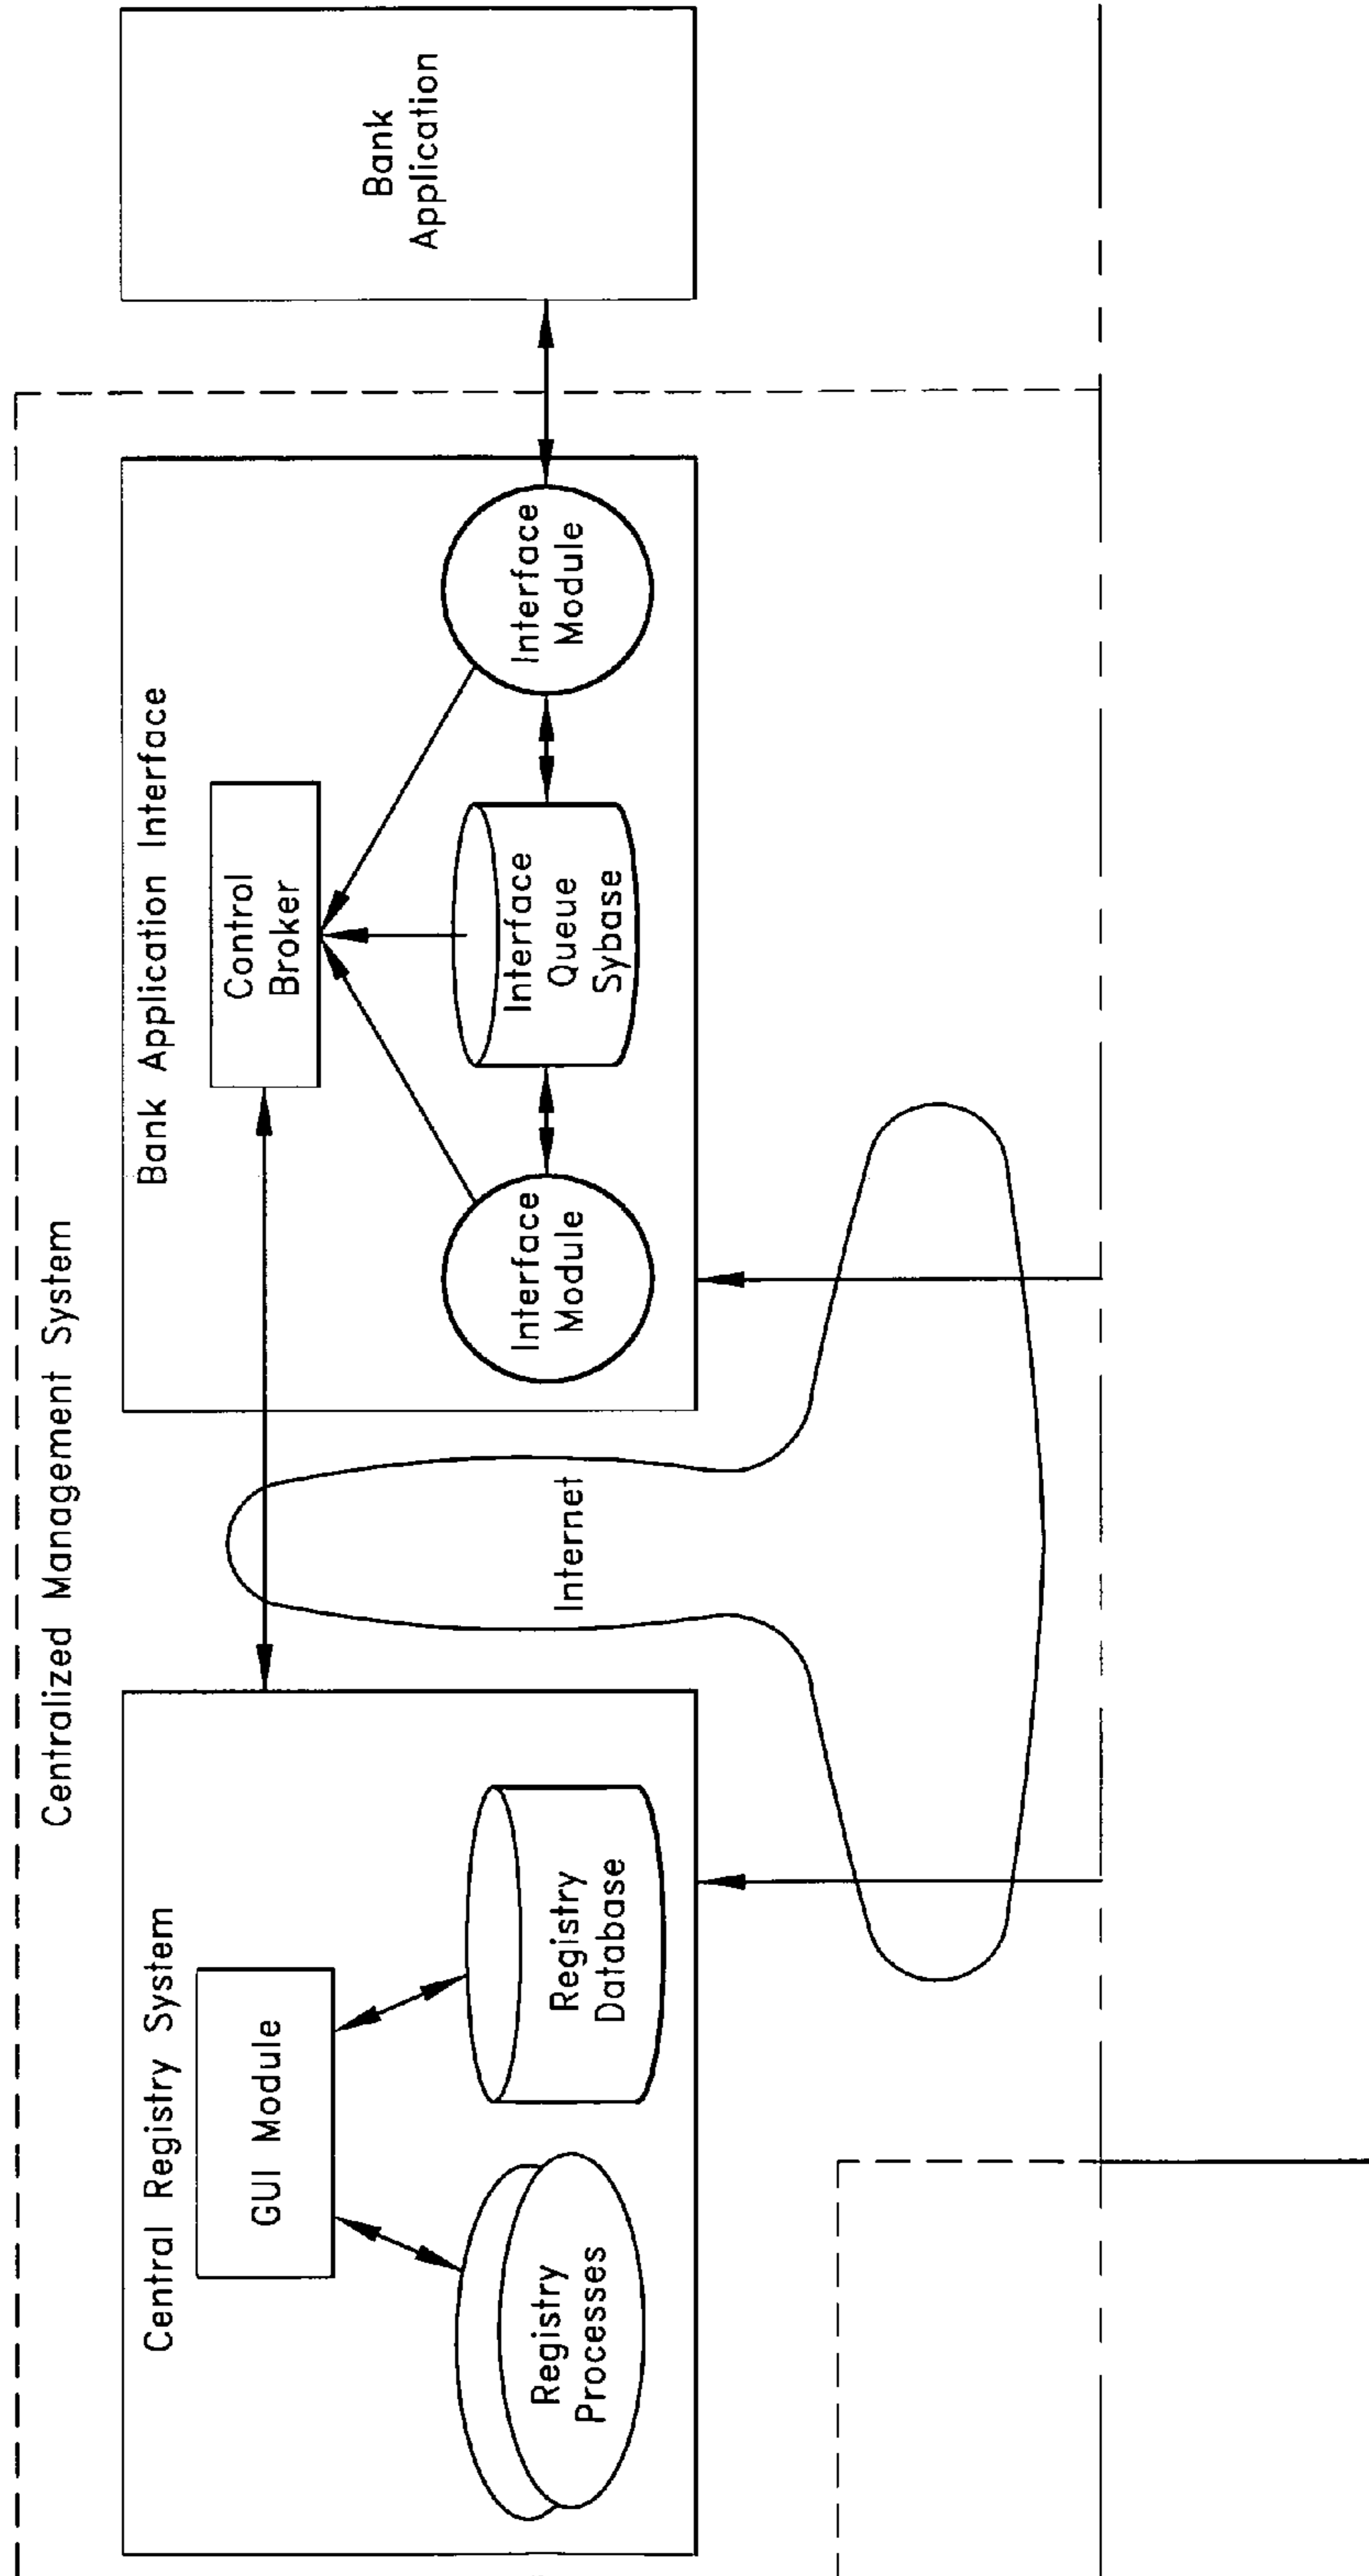 Centralized Management System
Central Registry System
GUI Module
Registry
Processes
Registry
Database
Internet
Bank Application Interface
Control
Broker
Interface
Module
Interface
Queue
Sybase
Interface
Module
Bank
Application